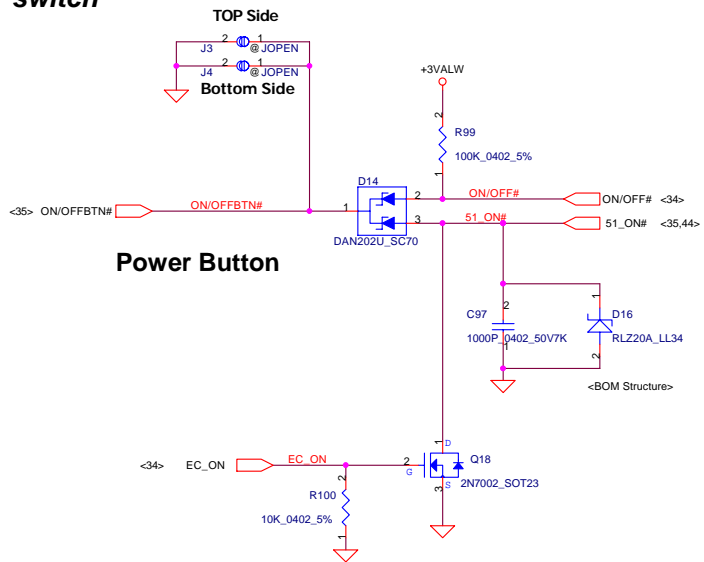 switch
TOP Side
2 1
J3 @ JOPEN
2 1
J4 @ JOPEN
Bottom Side
+3VALW
2
R99
100K_0402_5%
1
D14
<35> ON/OFFBTN# ON/OFFBTN# 1
2 ON/OFF# ON/OFF# <34>
3 51_ON# 51_ON# <35,44>
DAN202U_SC70
Power Button
2
C97
1000P_0402_50V7K
1
1
D16
RLZ20A_LL34
2
<BOM Structure>
1 D
<34> EC_ON EC_ON 2 G
Q18
S
3
2N7002_SOT23
2
R100
10K_0402_5%
1